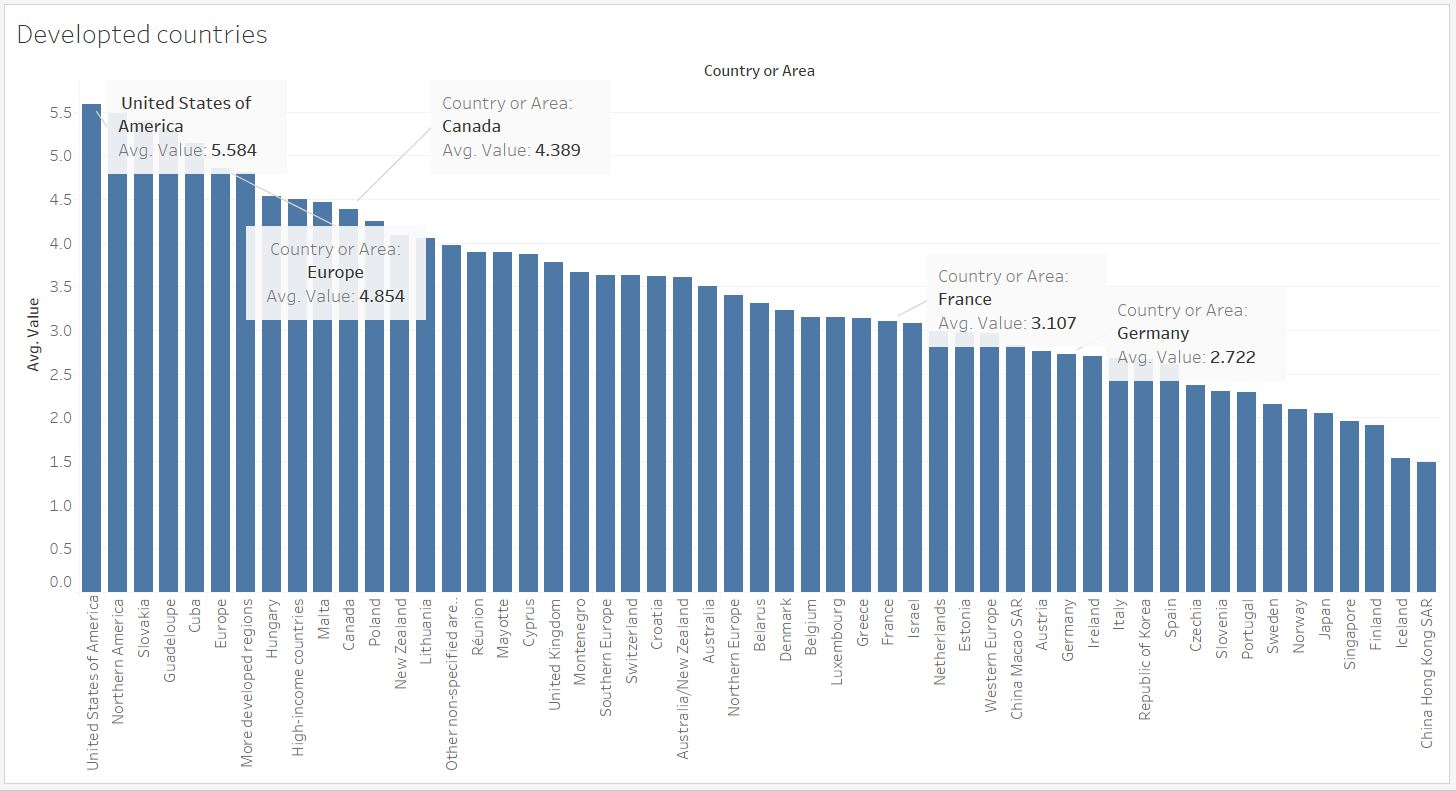 Developted countries
Country or Area
United States of
America
Avg. Value: 5.584
Country or Area:
Canada
Avg. Value: 4.389
Country or Area:
Europe
Avg. Value: 4.854
Country or Area:
France
Avg. Value: 3.107
Country or Area:
Germany
Avg. Value: 2.722
Avg. Value
5.5
5.0
4.5
4.0
3.5
3.0
2.5
2.0
1.5
1.0
0.5
0.0
United States of America
Northern America
Slovakia
Guadeloupe
Cuba
Europe
More developed regions
Hungary
High-income countries
Malta
Canada
Poland
New Zealand
Lithuania
Other non-specified are..
Réunion
Mayotte
Cyprus
United Kingdom
Montenegro
Southern Europe
Switzerland
Croatia
Australia/New Zealand
Australia
Northern Europe
Belarus
Denmark
Belgium
Luxembourg
Greece
France
Israel
Netherlands
Estonia
Western Europe
China Macao SAR
Austria
Germany
Ireland
Italy
Republic of Korea
Spain
Czechia
Slovenia
Portugal
Sweden
Norway
Japan
Singapore
Finland
Iceland
China Hong Kong SAR